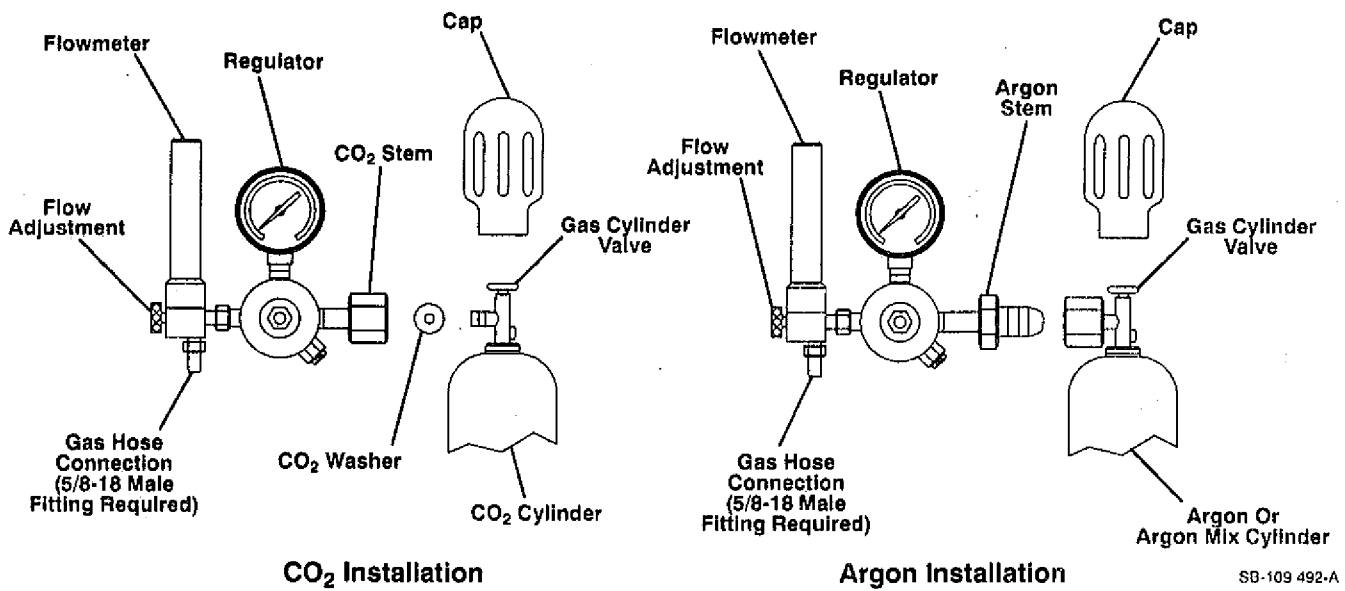 Cap
Flowmeter
Regulator
CO₂ Stem
Flow
Adjustment
Gas Cylinder
Valve
Gas Hose
Connection
(5/8-18 Male
Fitting Required)
CO₂ Washer
CO₂ Cylinder
CO₂ Installation
Cap
Flowmeter
Regulator
Argon
Stem
Flow
Adjustment
Gas Cylinder
Valve
Gas Hose
Connection
(5/8-18 Male
Fitting Required)
Argon Or
Argon Mix Cylinder
Argon Installation
SB-109 492-A